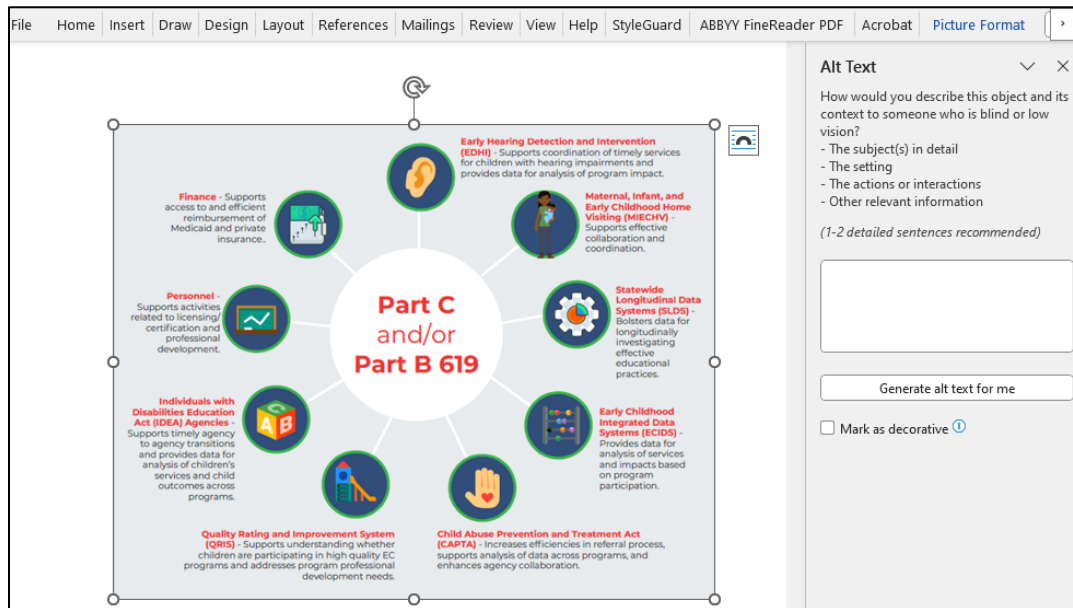 File Home Insert Draw Design Layout References Mailings Review View Help StyleGuard ABBYY FineReader PDF Acrobat Picture Format
Early Hearing Detection and Intervention
(EDHI) - Supports coordination of timely services
for children with hearing impairments and
provides data for analysis of program impact.
Maternal, Infant, and
Early Childhood Home
Visiting (MIECHV) -
Supports effective
collaboration and
coordination.
Statewide
Longitudinal Data
Systems (SLDS) -
Bolsters data for
longitudinally
investigating
effective
educational
practices.
Early Childhood
Integrated Data
Systems (ECIDS) -
Provides data for
analysis of services
and impacts based
on program
participation.
Child Abuse Prevention and Treatment Act
(CAPTA) - Increases efficiencies in referral process,
supports analysis of data across programs, and
enhances agency collaboration.
Quality Rating and Improvement System
(QRIS) - Supports understanding whether
children are participating in high quality EC
programs and addresses program professional
development needs.
Individuals with
Disabilities Education
Act (IDEA) Agencies -
Supports timely agency
to agency transitions
and provides data for
analysis of children's
services and child
outcomes across
programs.
Personnel -
Supports activities
related to licensing/
certification and
professional
development.
Finance - Supports
access to and efficient
reimbursement of
Medicaid and private
insurance..
Part C
and/or
Part B 619
A
B
C
Alt Text
How would you describe this object and its
context to someone who is blind or low
vision?
- The subject(s) in detail
- The setting
- The actions or interactions
- Other relevant information
(1-2 detailed sentences recommended)
Generate alt text for me
Mark as decorative